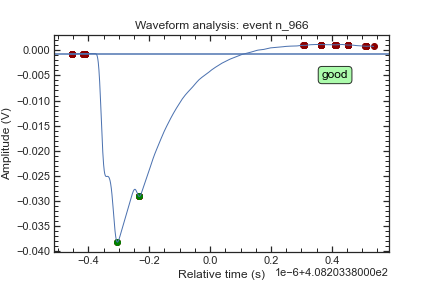 Waveform analysis: event n_966
Amplitude (V)
0.000
−0.005
−0.010
−0.015
−0.020
−0.025
−0.030
−0.035
−0.040
good
−0.4
−0.2
0.0
0.2
0.4
Relative time (s)
1e−6+4.0820338000e2